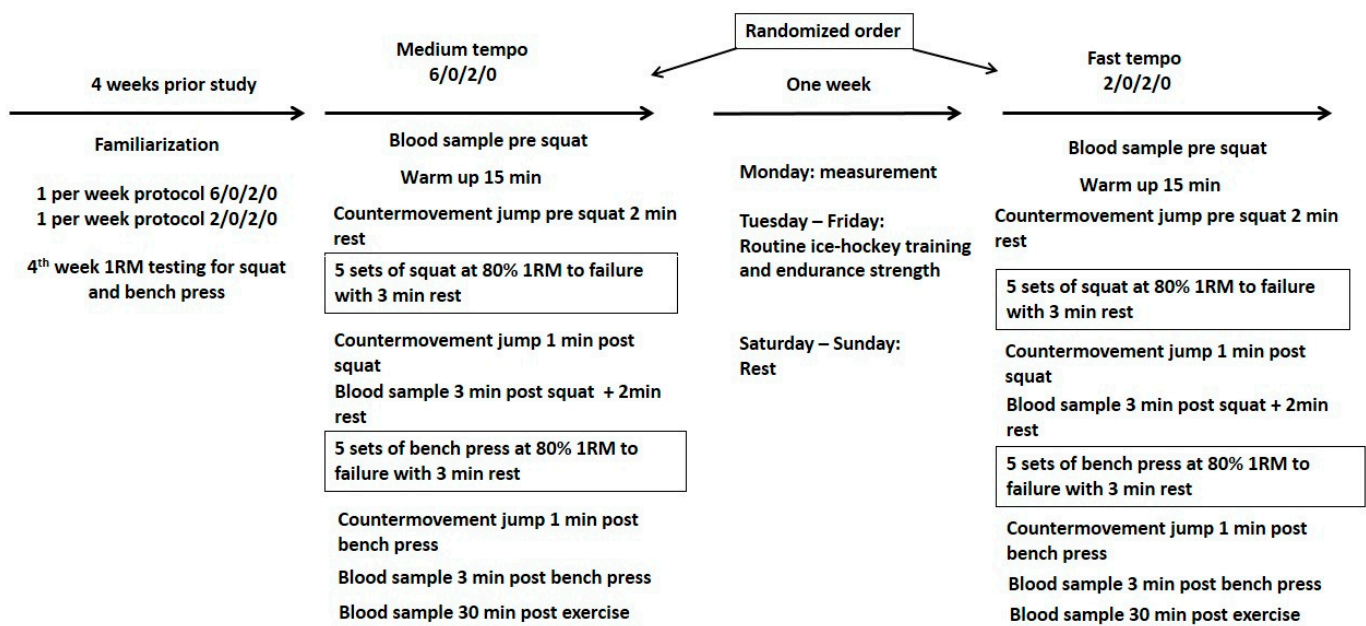 Randomized order
4 weeks prior study
Familiarization
1 per week protocol 6/0/2/0
1 per week protocol 2/0/2/0
4th week 1RM testing for squat
and bench press
Medium tempo
6/0/2/0
Blood sample pre squat
Warm up 15 min
Countermovement jump pre squat 2 min
rest
5 sets of squat at 80% 1RM to failure
with 3 min rest
Countermovement jump 1 min post
squat
Blood sample 3 min post squat + 2min
rest
5 sets of bench press at 80% 1RM to
failure with 3 min rest
Countermovement jump 1 min post
bench press
Blood sample 3 min post bench press
Blood sample 30 min post exercise
One week
Monday: measurement
Tuesday – Friday:
Routine ice-hockey training
and endurance strength
Saturday – Sunday:
Rest
Fast tempo
2/0/2/0
Blood sample pre squat
Warm up 15 min
Countermovement jump pre squat 2 min
rest
5 sets of squat at 80% 1RM to failure
with 3 min rest
Countermovement jump 1 min post
squat
Blood sample 3 min post squat + 2min
rest
5 sets of bench press at 80% 1RM to
failure with 3 min rest
Countermovement jump 1 min post
bench press
Blood sample 3 min post bench press
Blood sample 30 min post exercise